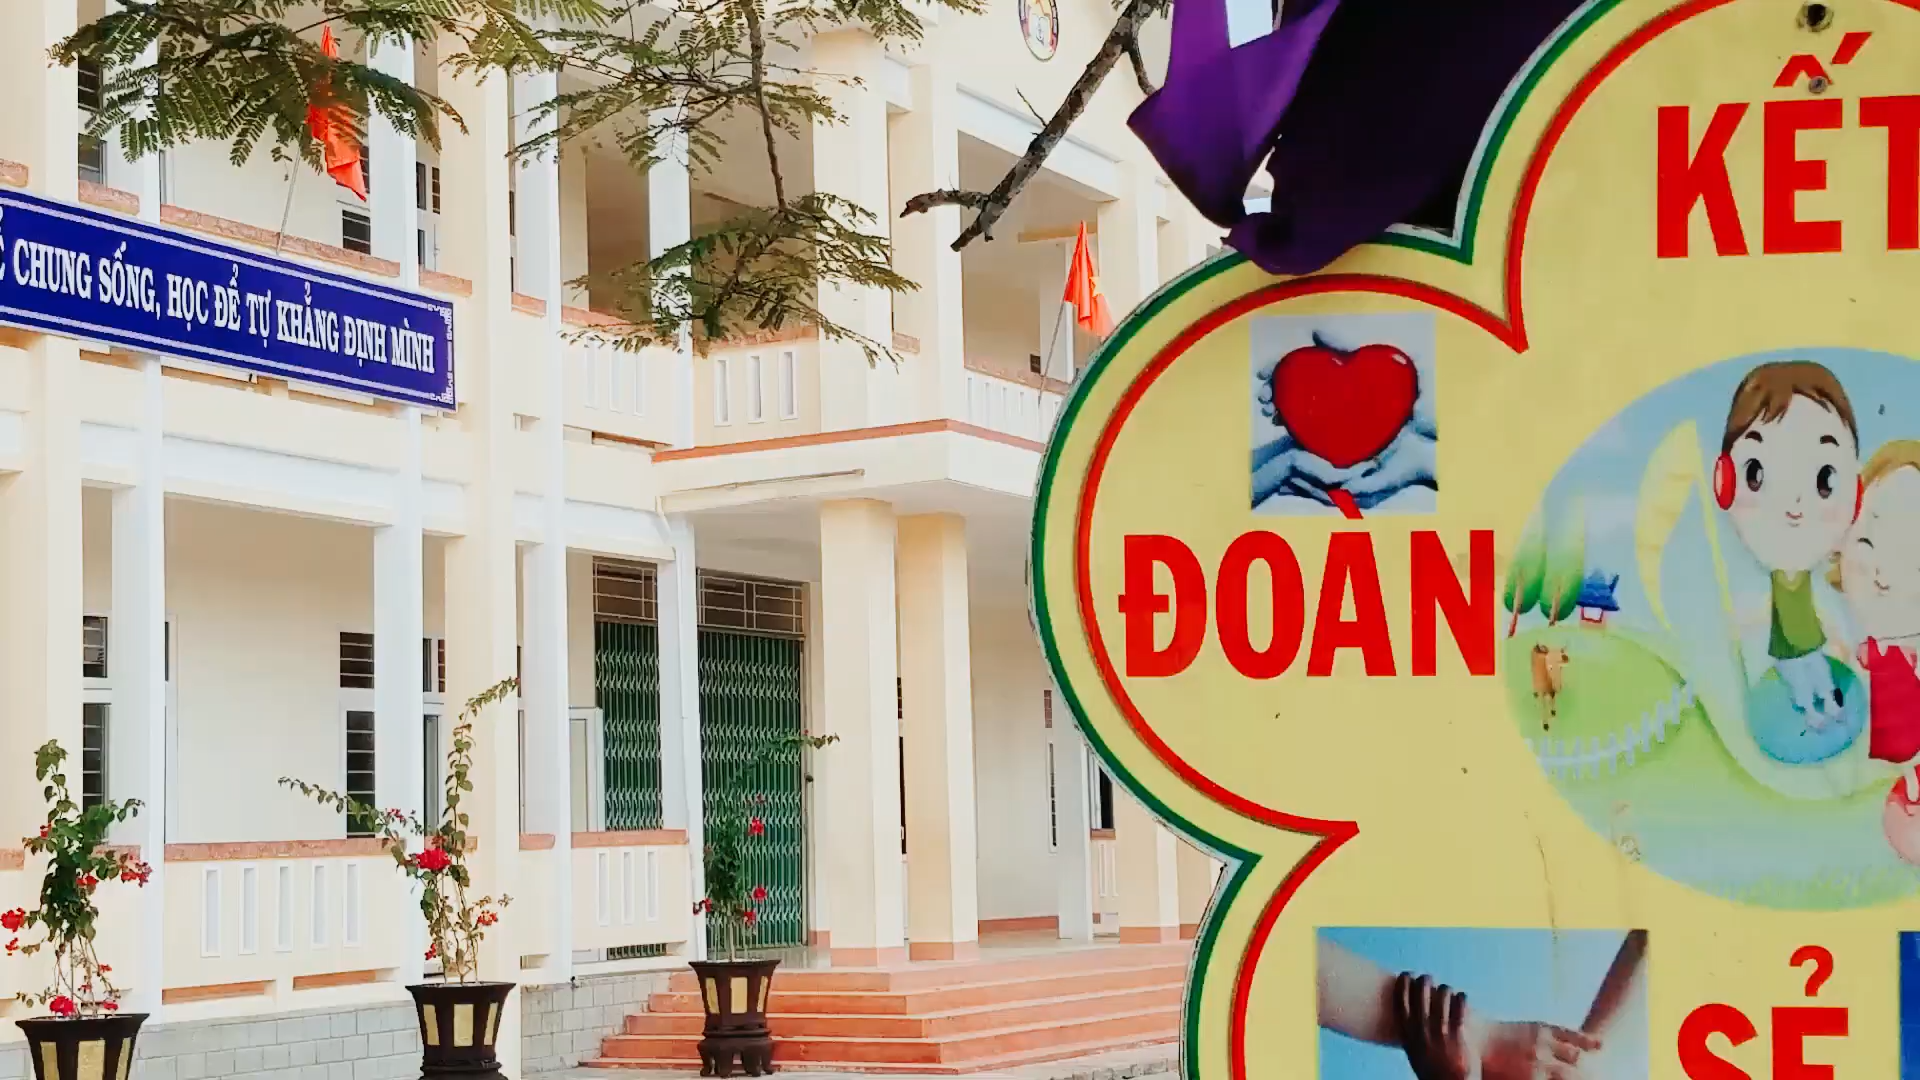 CHUNG SỐNG, HỌC ĐỂ TỰ KHẲNG ĐỊNH MÌNH
KẾT
ĐOÀN
SẺ